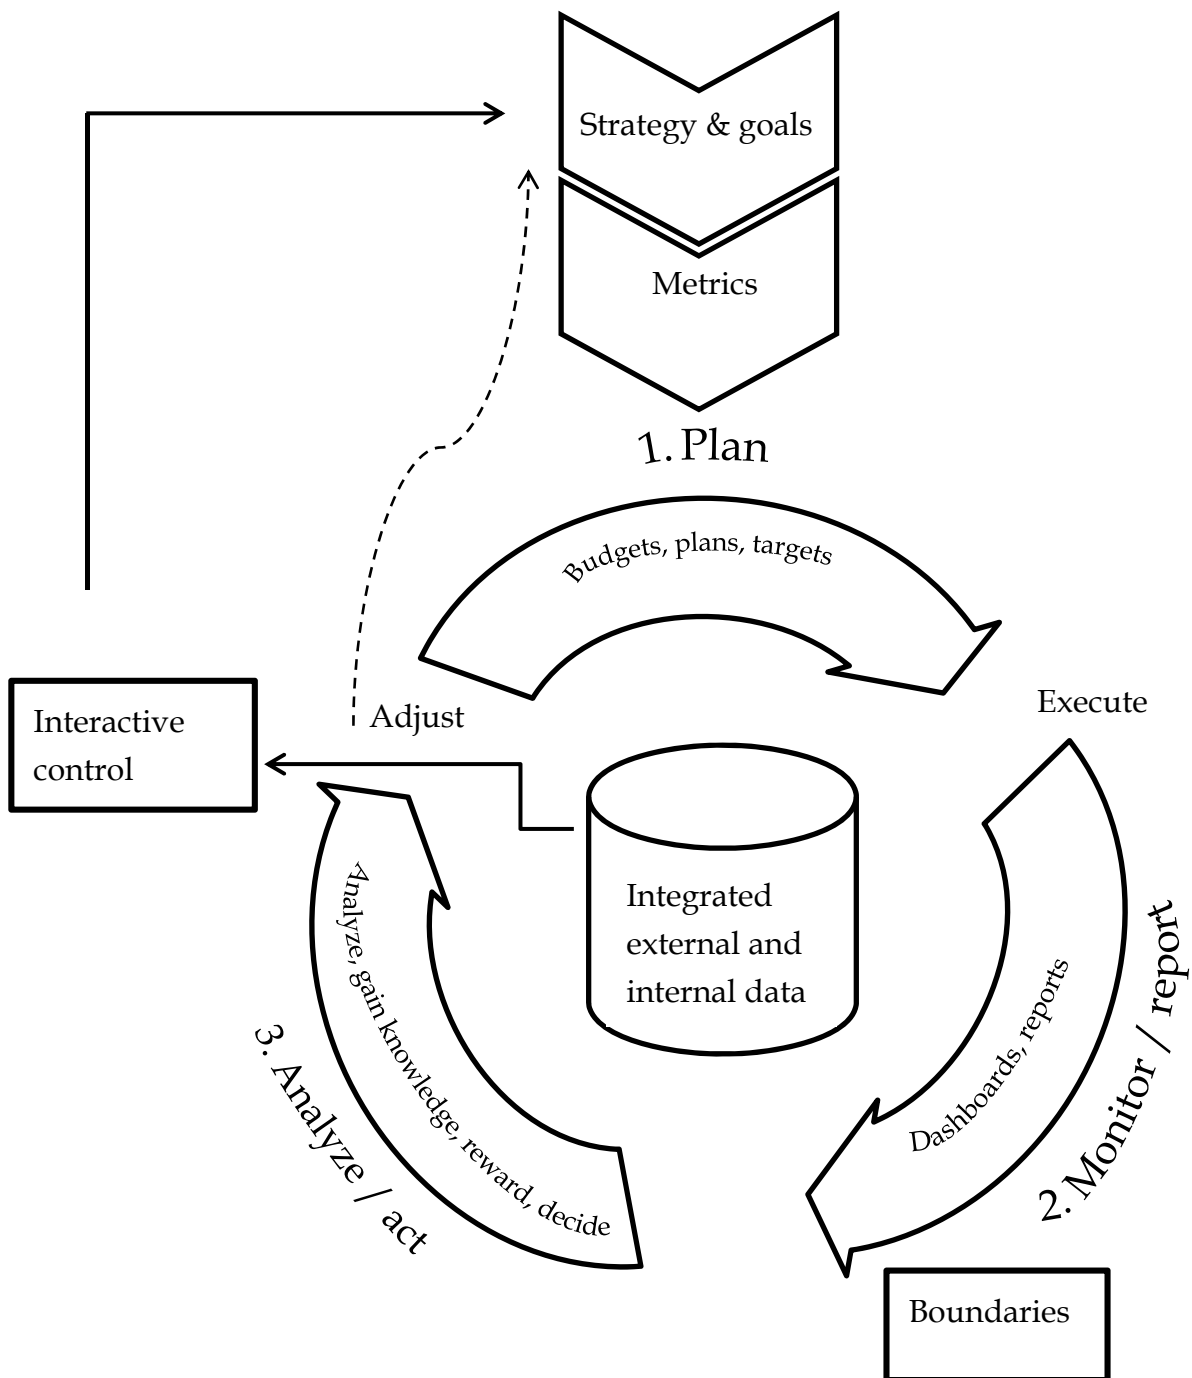 Strategy & goals
Metrics
1. Plan
Budgets, plans, targets
Execute
Adjust
Interactive
control
Integrated
external and
internal data
Dashboards, reports
2. Monitor / report
Analyze, gain knowledge, reward, decide
3. Analyze / act
Boundaries